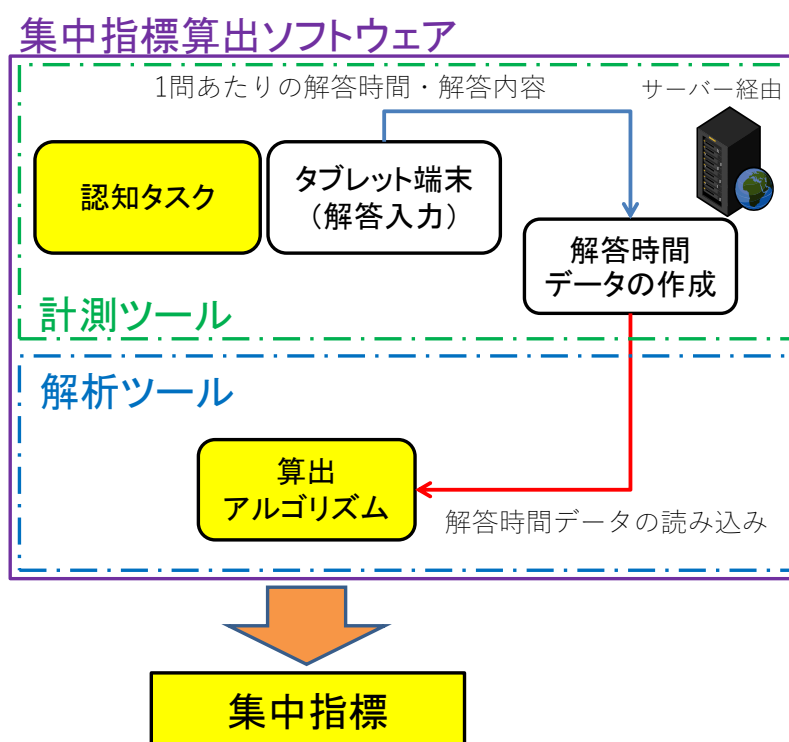 集中指標算出ソフトウェア
1問あたりの解答時間・解答内容
サーバー経由
認知タスク
タブレット端末
（解答入力）
解答時間
データの作成
計測ツール
解析ツール
算出
アルゴリズム
解答時間データの読み込み
集中指標